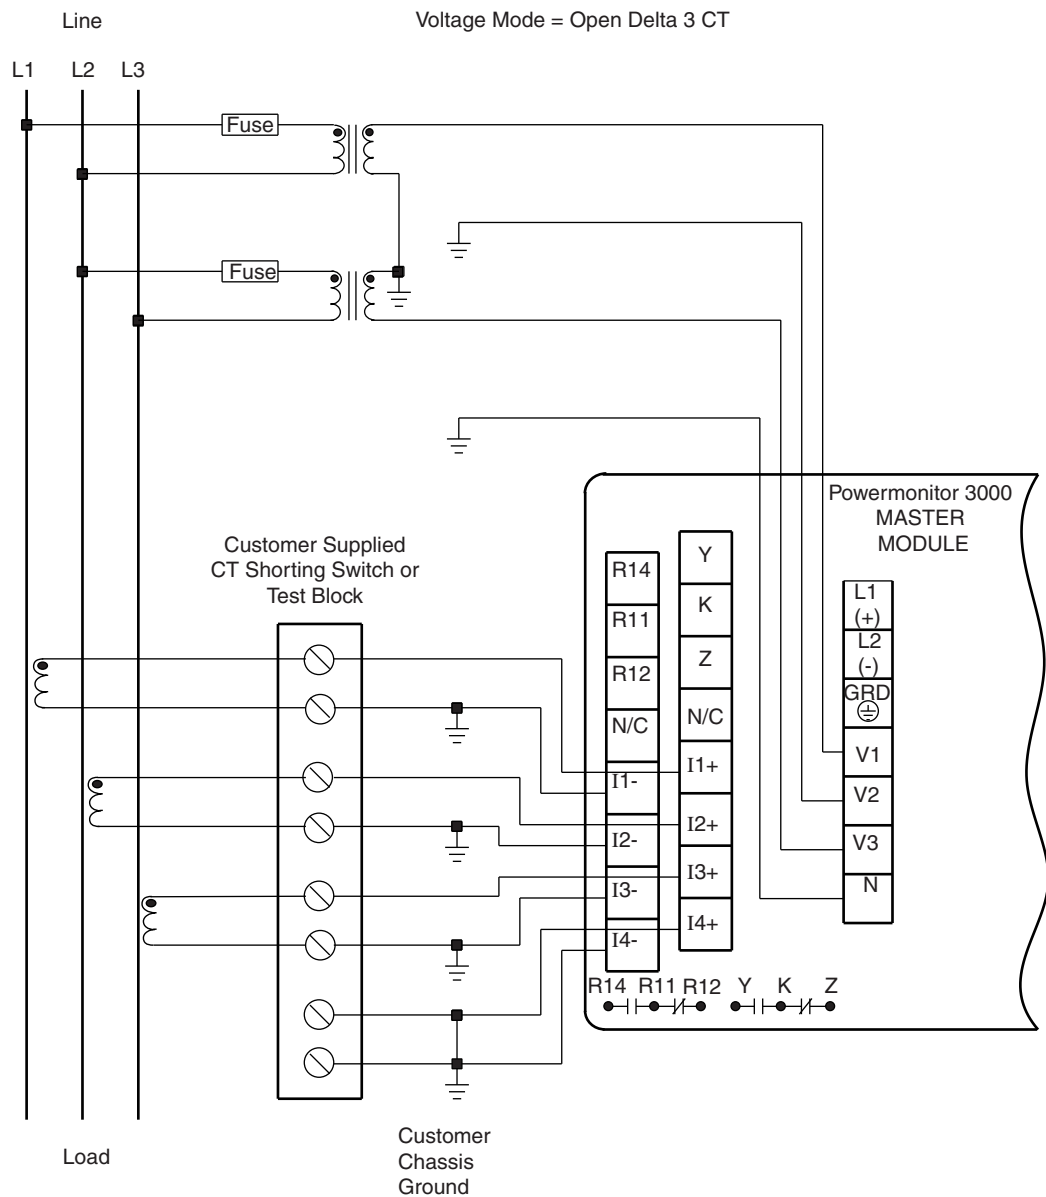 Line
Voltage Mode = Open Delta 3 CT
L1 L2 L3
Fuse
Fuse
Powermonitor 3000
MASTER
MODULE
Customer Supplied
CT Shorting Switch or
Test Block
R14
R11
R12
N/C
I1-
I2-
I3-
I4-
Y
K
Z
N/C
I1+
I2+
I3+
I4+
L1
(+)
L2
(-)
GRD
V1
V2
V3
N
R14 R11 R12 Y K Z
Load
Customer
Chassis
Ground